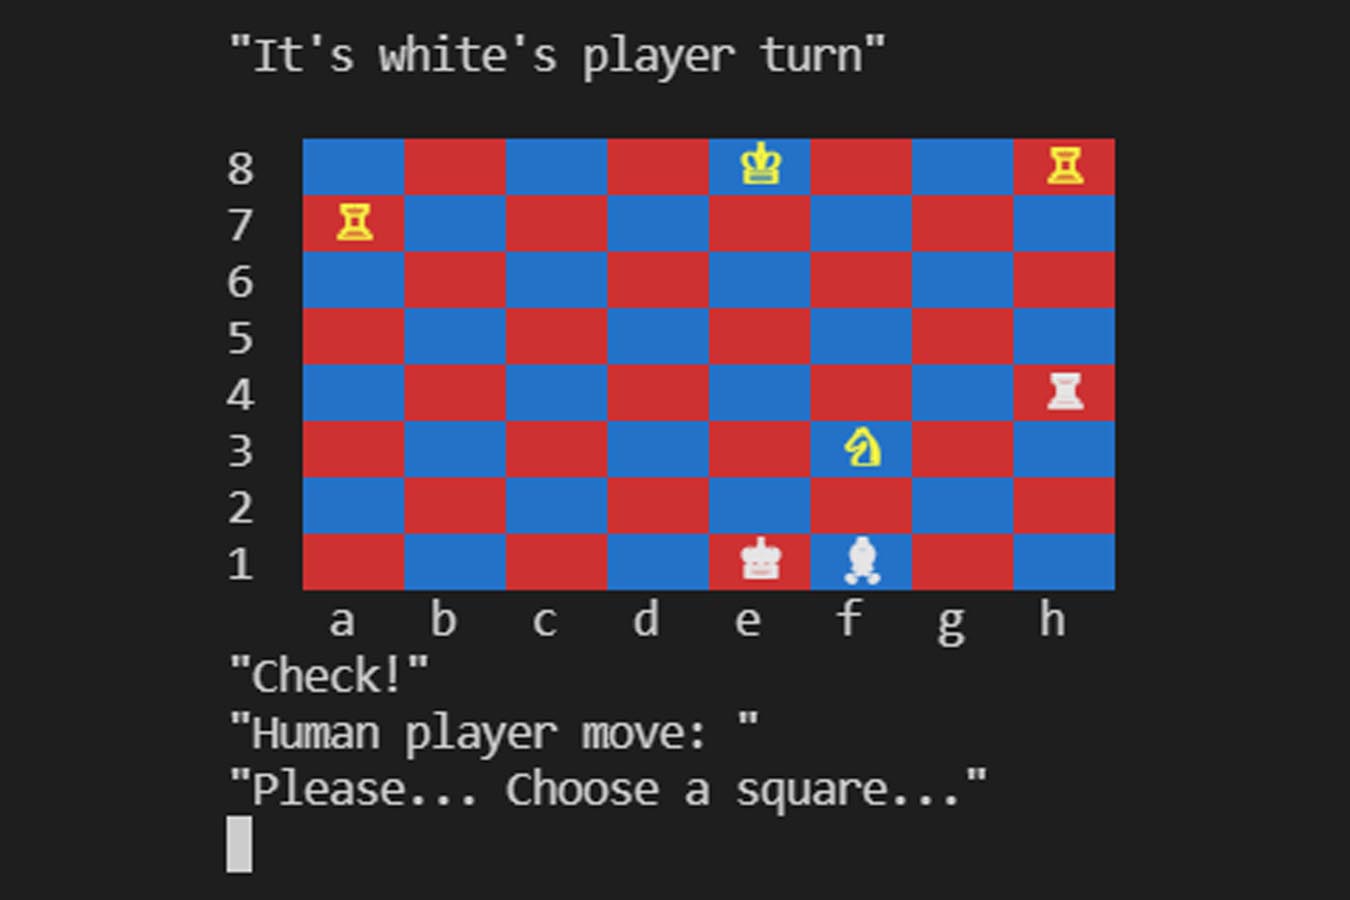 "It's white's player turn"
8
7
6
5
4
3
2
1
a b c d e f g h
"Check!"
"Human player move: "
"Please... Choose a square..."